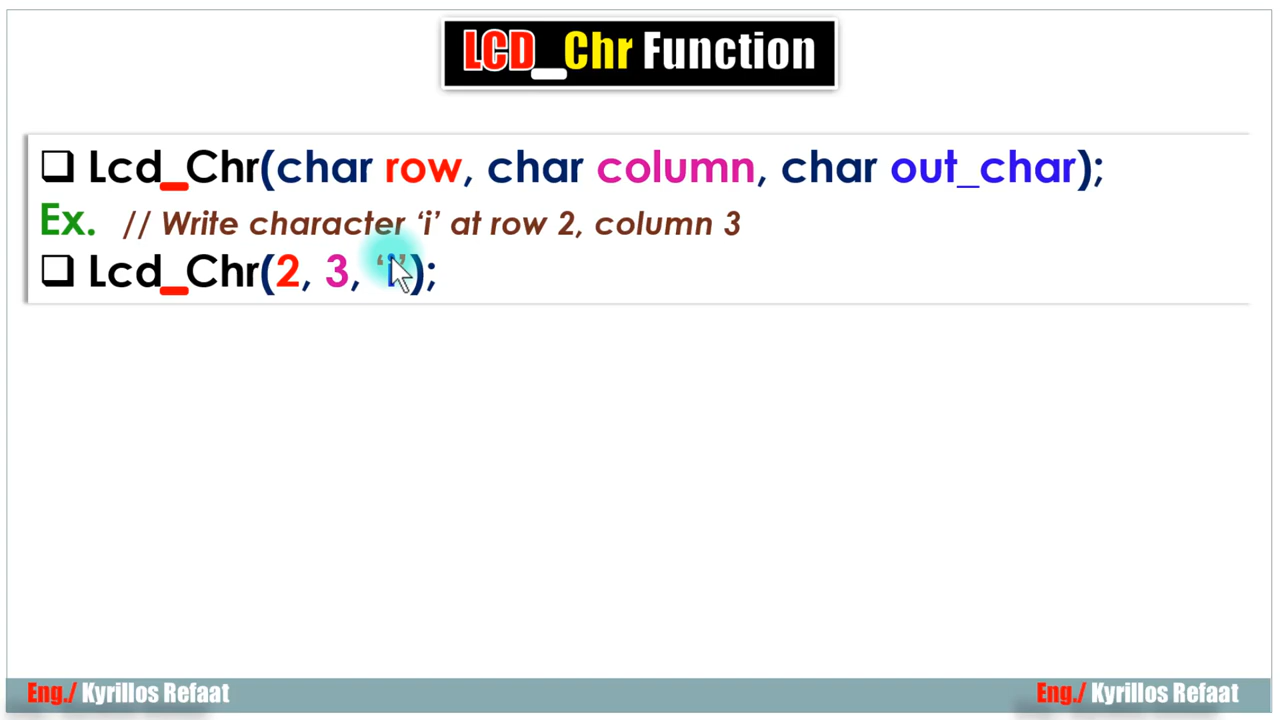 LCD_Chr Function
❑ Lcd_Chr(char row, char column, char out_char);
Ex. // Write character ‘i’ at row 2, column 3
❑ Lcd_Chr(2, 3, ‘i’);
Eng./ Kyrillos Refaat
Eng./ Kyrillos Refaat